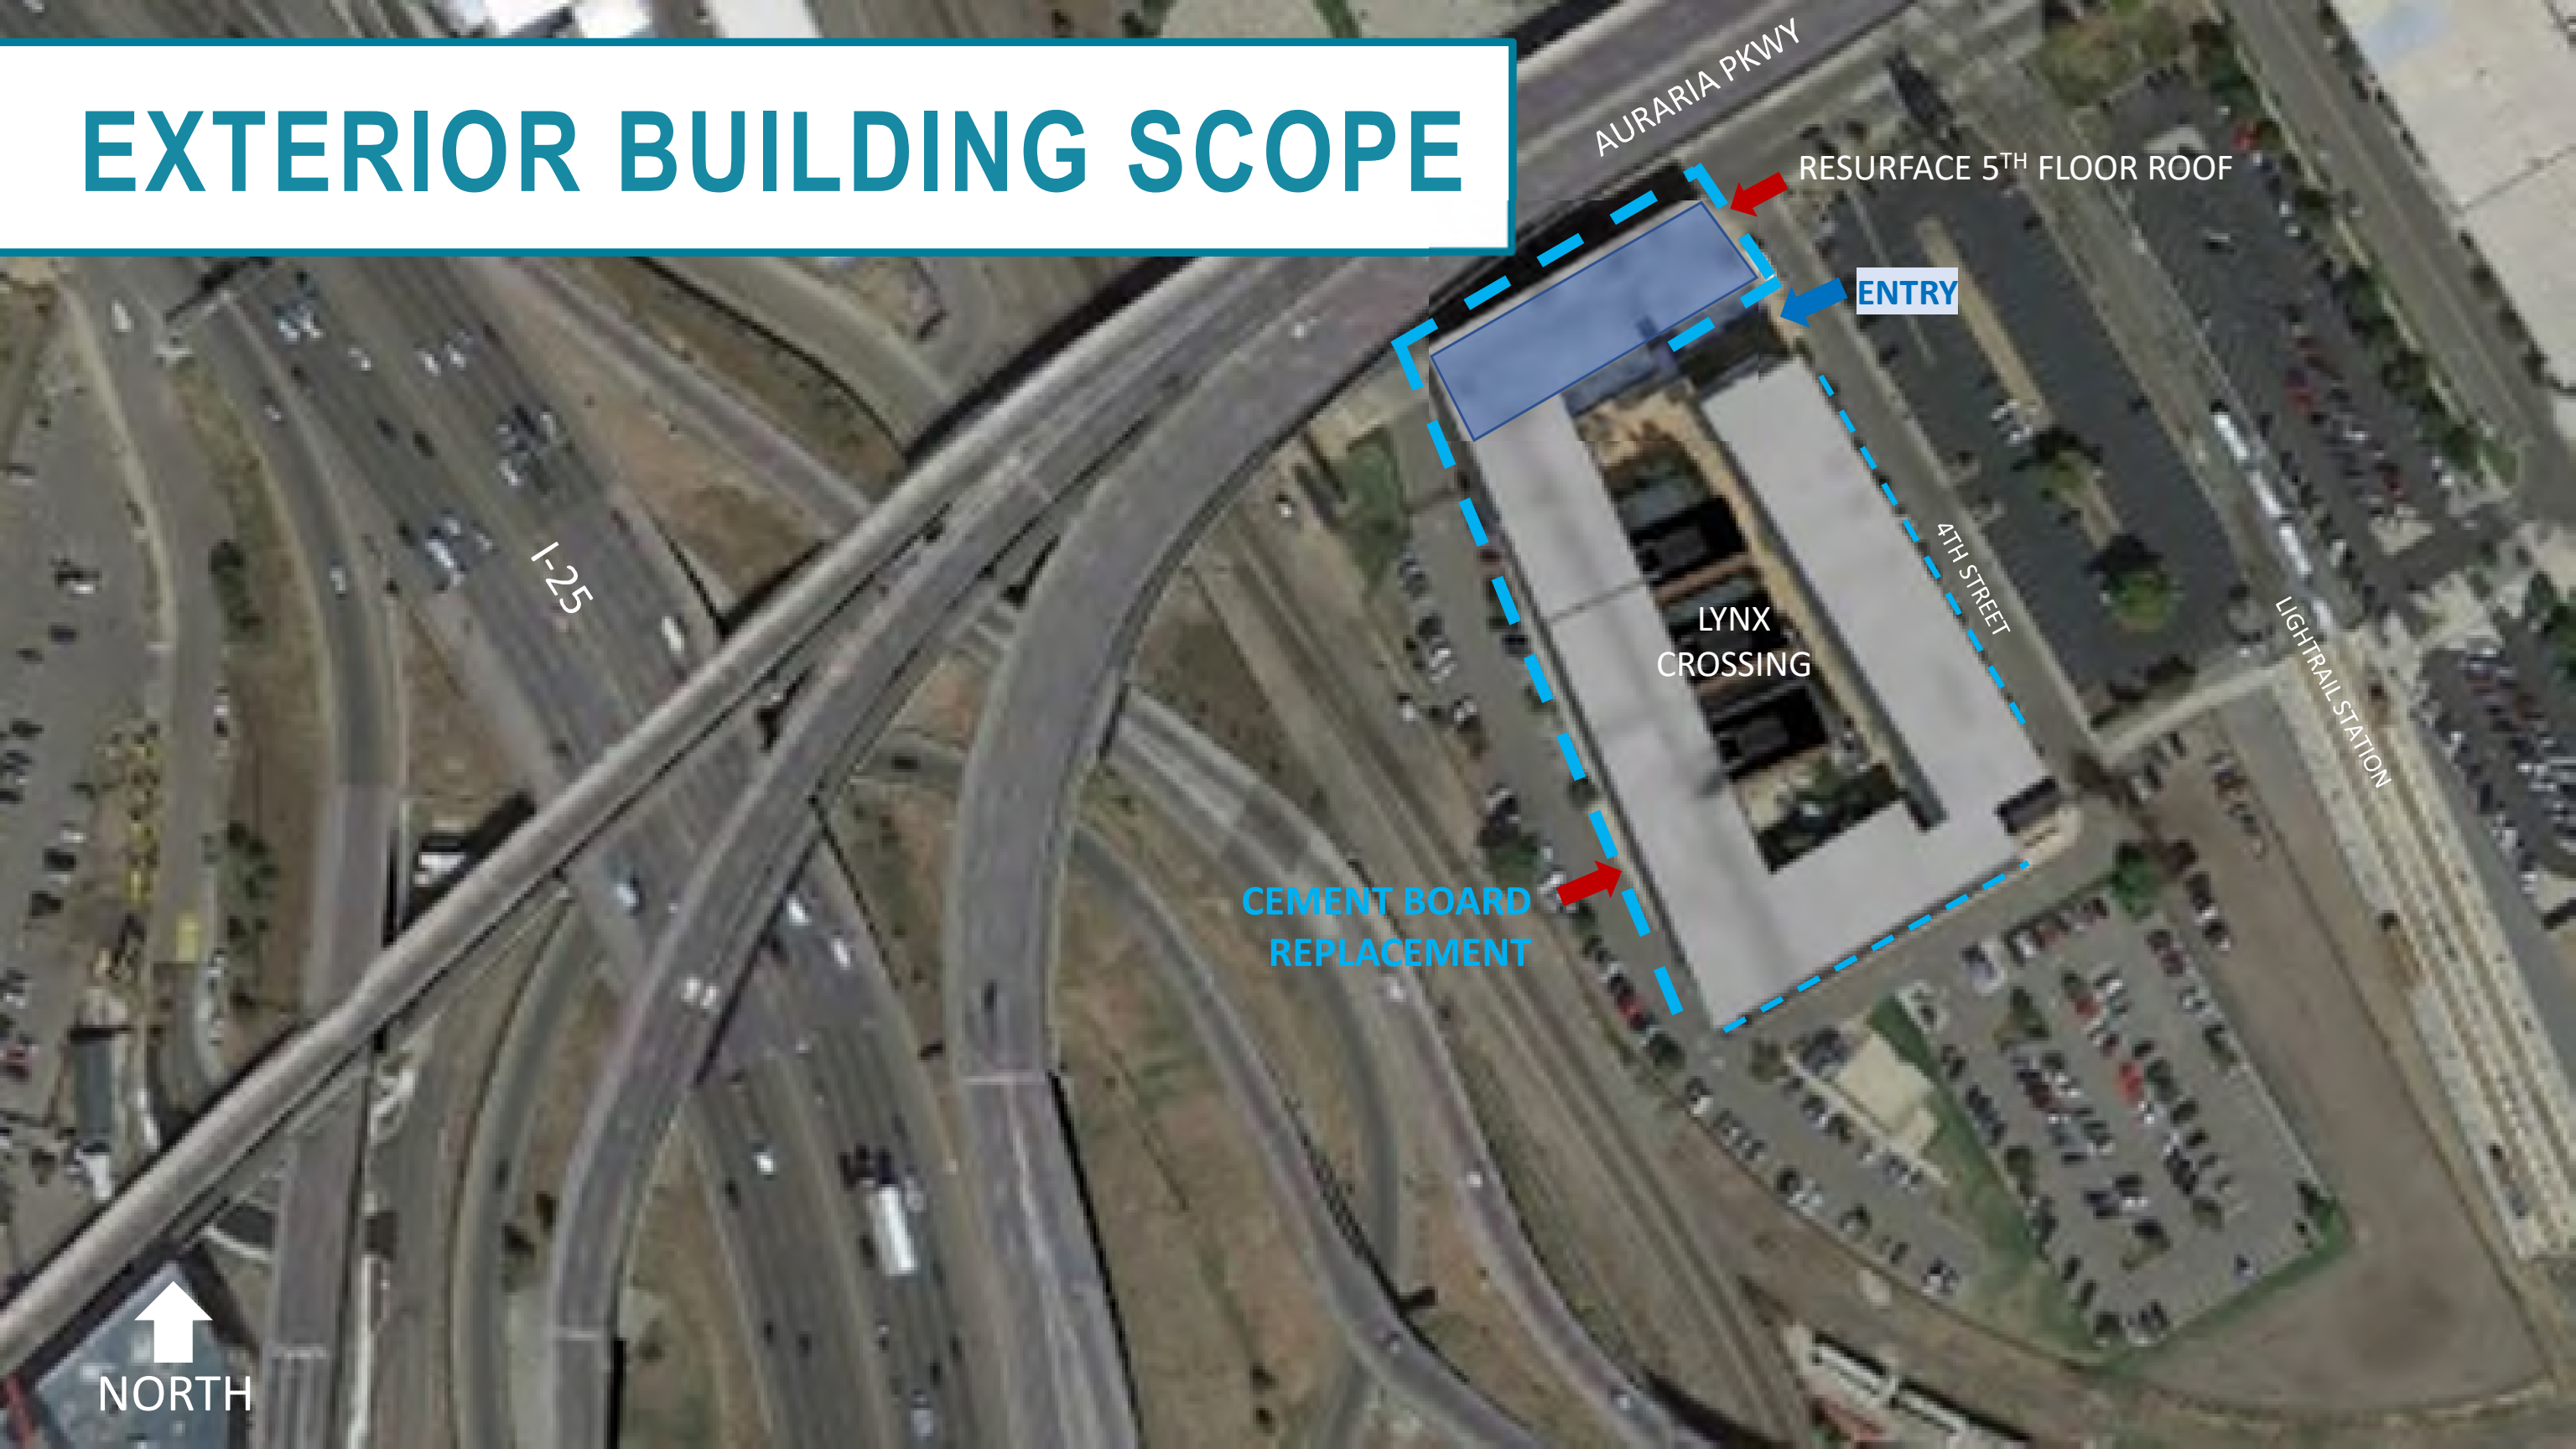 EXTERIOR BUILDING SCOPE
AURARIA PKWY
RESURFACE 5TH FLOOR ROOF
ENTRY
I-25
4TH STREET
LYNX
CROSSING
LIGHTRAIL STATION
CEMENT BOARD
REPLACEMENT
NORTH